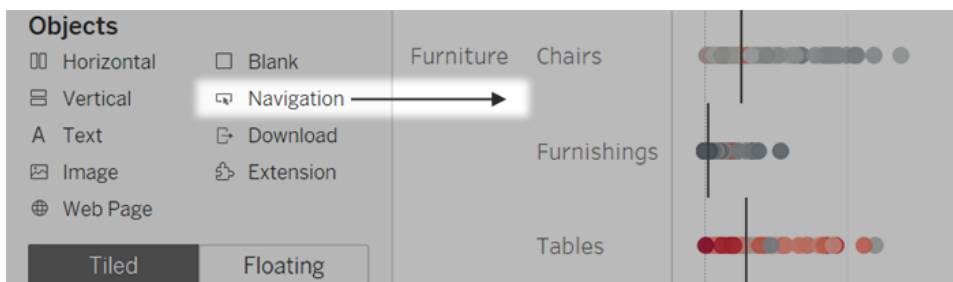 Objects
Horizontal
Blank
Vertical
Navigation
A Text
Download
Image
Extension
Web Page
Tiled
Floating
Furniture
Chairs
Furnishings
Tables